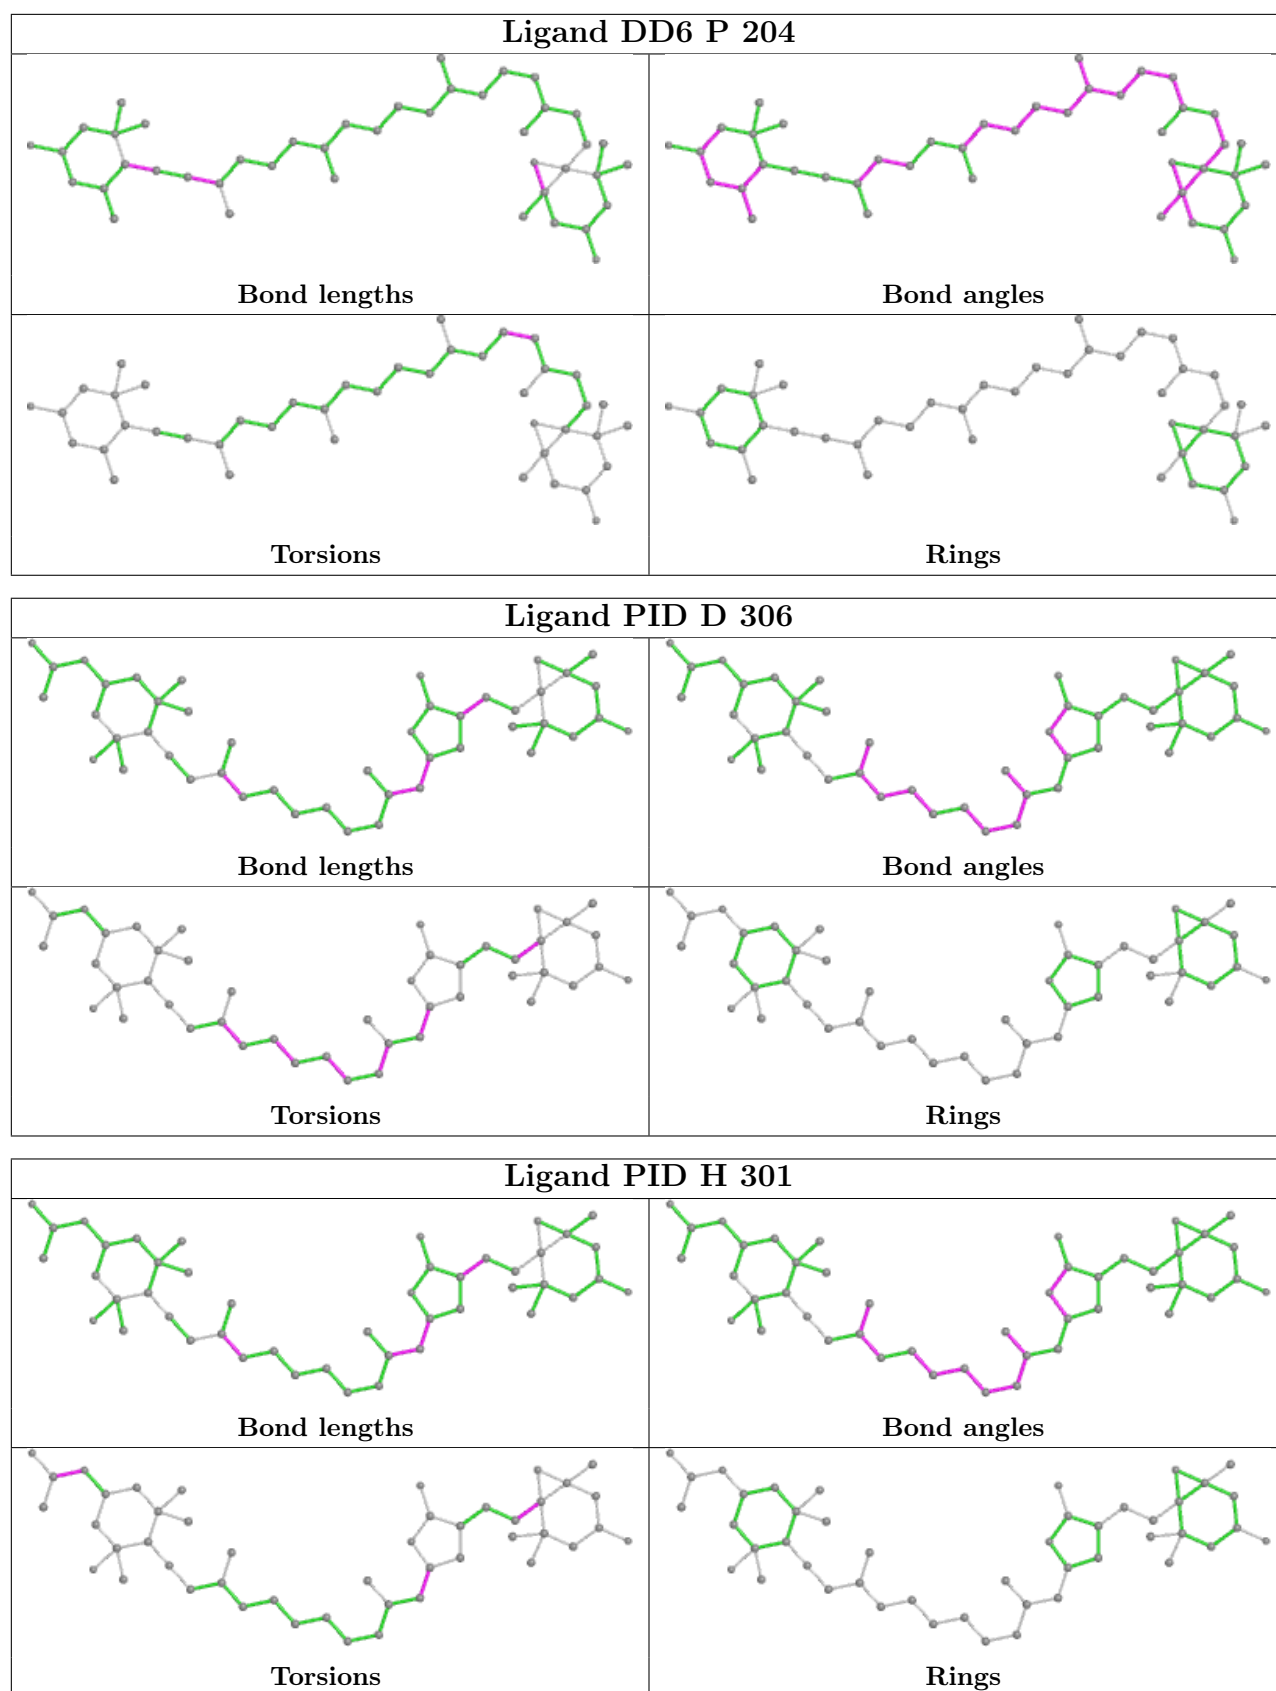 Ligand DD6 P 204
Bond lengths
Bond angles
Torsions
Rings
Ligand PID D 306
Bond lengths
Bond angles
Torsions
Rings
Ligand PID H 301
Bond lengths
Bond angles
Torsions
Rings